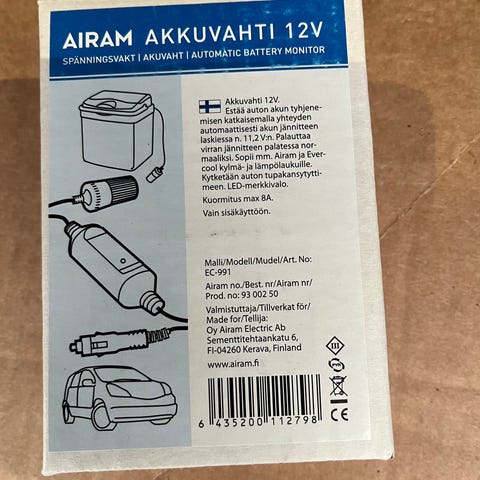 AIRAM AKKUVAHTI 12V
SPÄNNINGSVAKT | AKUVAHT | AUTOMATIC BATTERY MONITOR
Akkuvahti 12V.
Estää auton akun tyhjene-
misen katkaisemalla yhteyden
automaattisesti akun jännitteen
laskiessa n. 11,2 V:n. Palauttaa
virran jännitteen palatessa nor-
maaliksi. Sopii mm. Airam ja Ever-
cool kylmä- ja lämpölaukuille.
Kytketään auton tupakansytytti-
meen. LED-merkkivalo.
Kuormitus max 8A.
Vain sisäkäyttöön.
Malli/Modell/Mudel/Art. No:
EC-991
Airam no./Best. nr/Airam nr/
Prod. no: 93 002 50
Valmistuttaja/Tillverkat för/
Made for/Tellija:
Oy Airam Electric Ab
Sementtitehtaankatu 6,
FI-04260 Kerava, Finland
www.airam.fi
6 435200 112798
III
CE